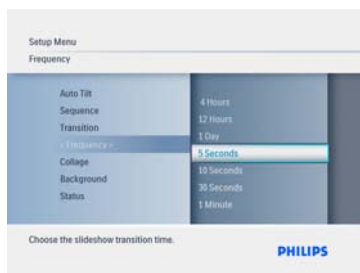 Setup Menu
Frequency
Auto Tilt
Sequence
Transition
< Frequency >
Collage
Background
Status
4 Hours
12 Hours
1 Day
5 Seconds
10 Seconds
30 Seconds
1 Minute
Choose the slideshow transition time.
PHILIPS